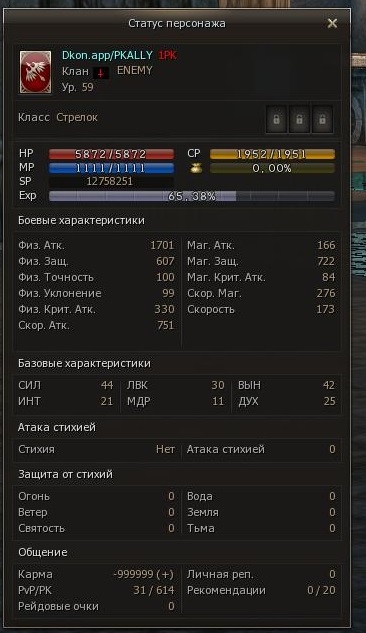 Статус персонажа
Dkon.app/PKALLY 1PK
Клан ENEMY
Ур. 59
Класс Стрелок
HP 5872/5872 CP 1952/1951
MP 1111/1111 0,00%
SP 12758251
Exp 65,38%
Боевые характеристики
Физ. Атк. 1701 Маг. Атк. 166
Физ. Защ. 607 Маг. Защ. 722
Физ. Точность 100 Маг. Крит. Атк. 84
Физ. Уклонение 99 Скор. Маг. 276
Физ. Крит. Атк. 330 Скорость 173
Скор. Атк. 751
Базовые характеристики
СИЛ 44 ЛВК 30 ВЫН 42
ИНТ 21 МДР 11 ДУХ 25
Атака стихией
Стихия Нет Атака стихией 0
Защита от стихий
Огонь 0 Вода 0
Ветер 0 Земля 0
Святость 0 Тьма 0
Общение
Карма -999999 (+) Личная реп. 0
PvP/PK 31 / 614 Рекомендации 0 / 20
Рейдовые очки 0